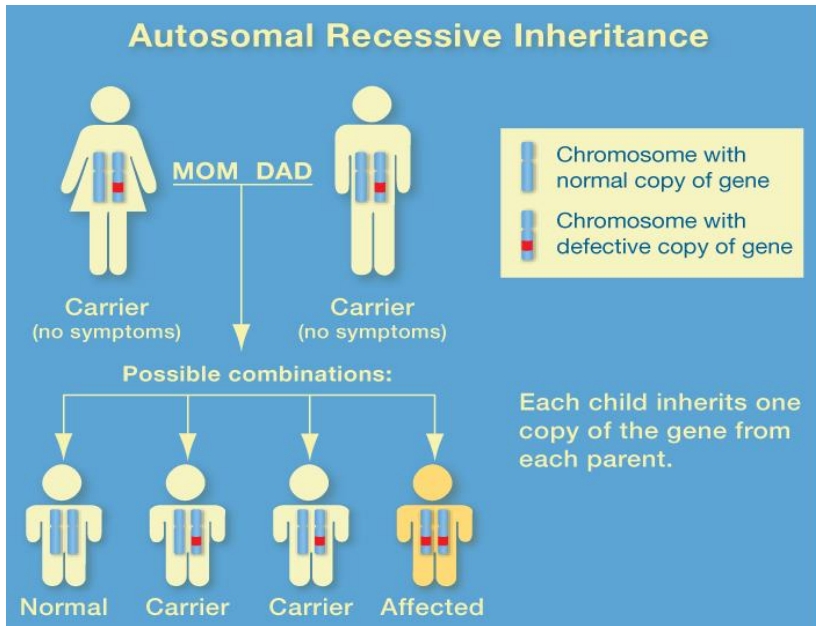 Autosomal Recessive Inheritance
MOM DAD
Chromosome with
normal copy of gene
Chromosome with
defective copy of gene
Carrier
(no symptoms)
Carrier
(no symptoms)
Possible combinations:
Each child inherits one
copy of the gene from
each parent.
Normal
Carrier
Carrier
Affected